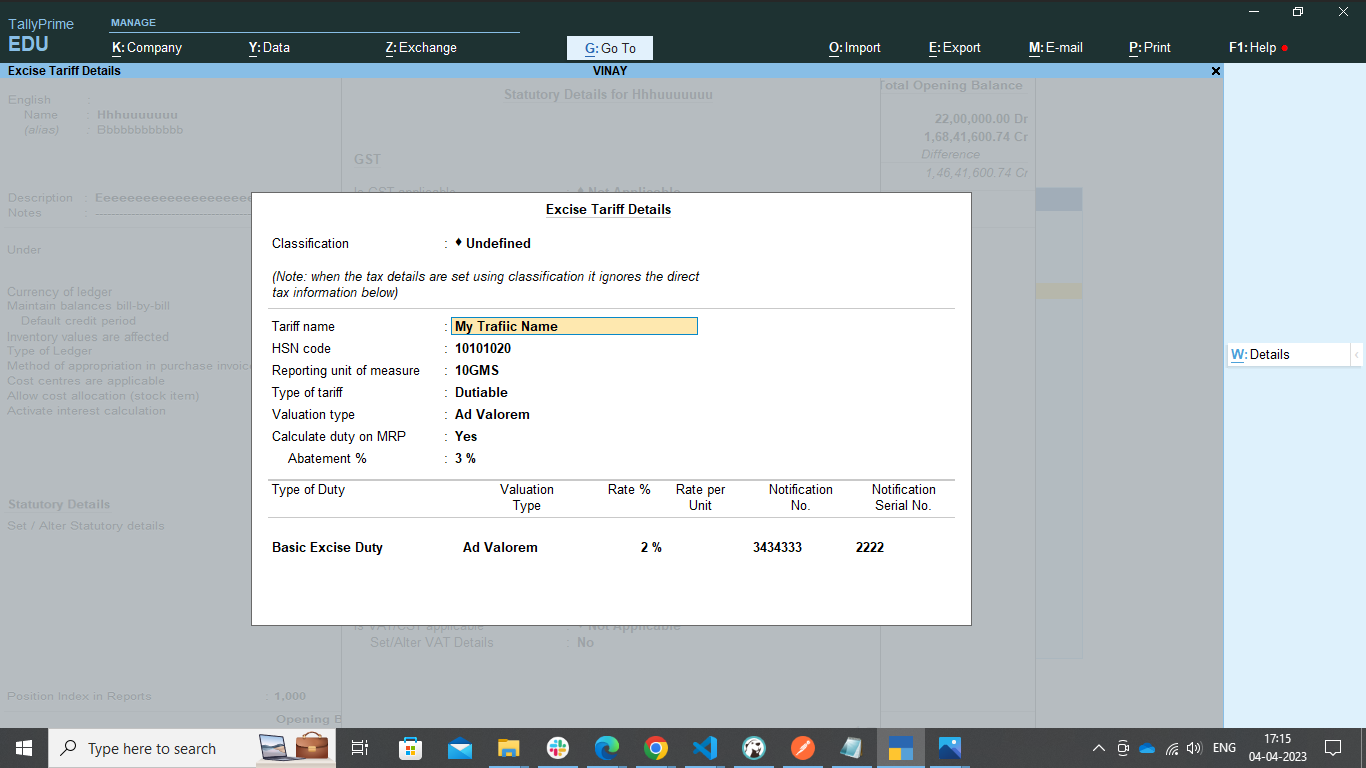 TallyPrime
EDU
MANAGE
K: Company Y: Data Z: Exchange G: Go To O: Import E: Export M: E-mail P: Print F1: Help
Excise Tariff Details VINAY
English :
Name : Hhhuuuuuuu
(alias) : Bbbbbbbbbbbb
Statutory Details for Hhhuuuuuuu
Total Opening Balance
22,00,000.00 Dr
1,68,41,600.74 Cr
Difference
1,46,41,600.74 Cr
GST
Is GST applicable : ♦ Not Applicable
Description :
Notes :
Under
Currency of ledger
Maintain balances bill-by-bill
Default credit period
Inventory values are affected
Type of Ledger
Method of appropriation in purchase invoic
Cost centres are applicable
Allow cost allocation (stock item)
Activate interest calculation
Statutory Details
Set / Alter Statutory details
Position Index in Reports : 1,000
Opening B
Excise Tariff Details
Classification : ♦ Undefined
(Note: when the tax details are set using classification it ignores the direct
tax information below)
Tariff name : My Trafiic Name
HSN code : 10101020
Reporting unit of measure : 10GMS
Type of tariff : Dutiable
Valuation type : Ad Valorem
Calculate duty on MRP : Yes
Abatement % : 3 %
Type of Duty Valuation Rate % Rate per Notification Notification
Type Unit No. Serial No.
Basic Excise Duty Ad Valorem 2 % 3434333 2222
Is VAT/CST applicable : ♦ Not Applicable
Set/Alter VAT Details : No
W: Details
Type here to search
ENG
17:15
04-04-2023